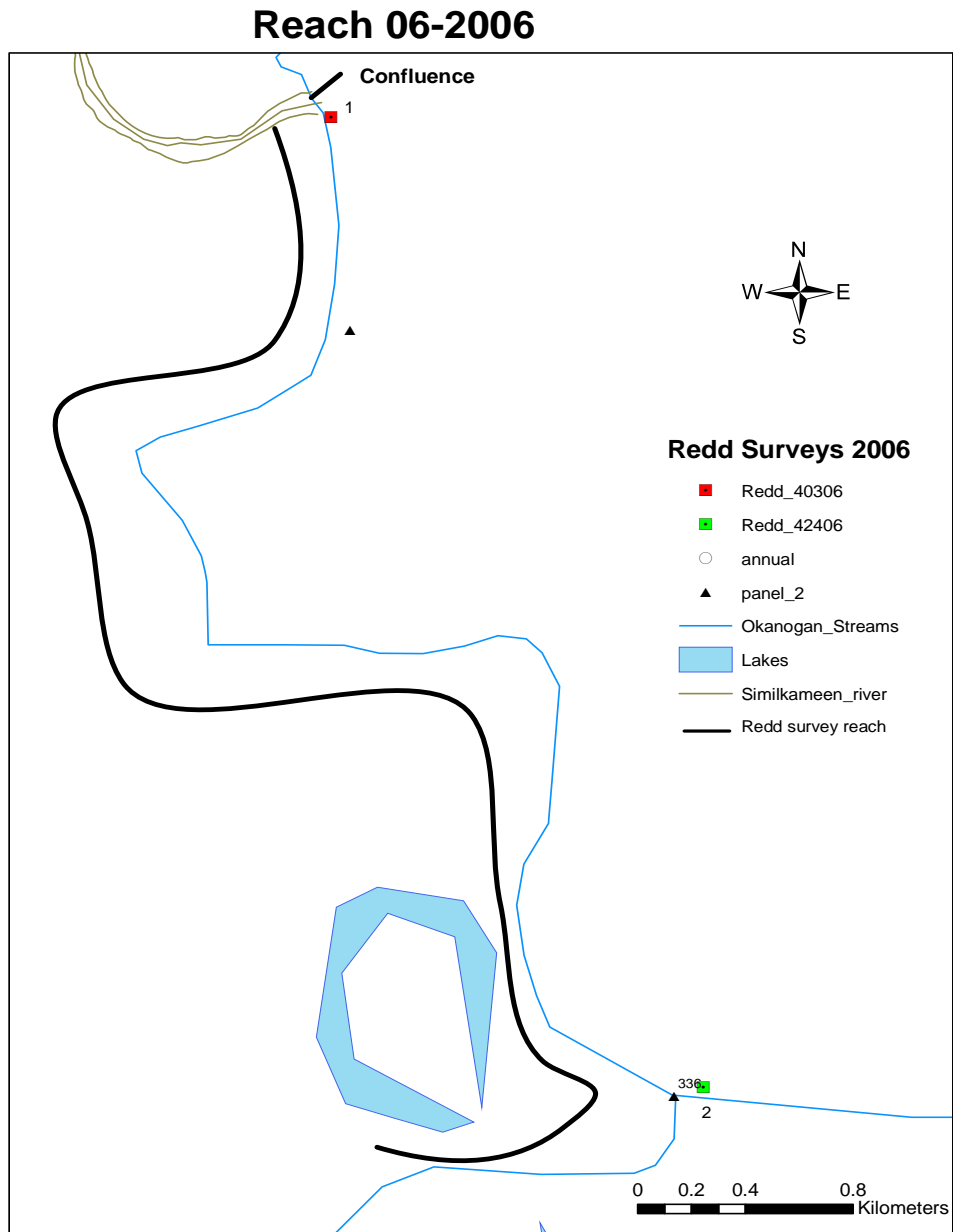 Reach 06-2006
Confluence
1
N
W E
S
Redd Surveys 2006
Redd_40306
Redd_42406
annual
panel_2
Okanogan_Streams
Lakes
Similkameen_river
Redd survey reach
336
2
0 0.2 0.4 0.8
Kilometers